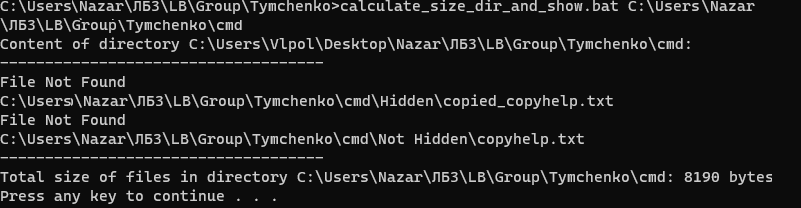 C:\Users\Nazar\ЛБ3\LB\Group\Tymchenko>calculate_size_dir_and_show.bat C:\Users\Nazar
\ЛБ3\LB\Group\Tymchenko\cmd
Content of directory C:\Users\Vlpol\Desktop\Nazar\ЛБ3\LB\Group\Tymchenko\cmd:
------------------------------------
File Not Found
C:\Users\Nazar\ЛБ3\LB\Group\Tymchenko\cmd\Hidden\copied_copyhelp.txt
File Not Found
C:\Users\Nazar\ЛБ3\LB\Group\Tymchenko\cmd\Not Hidden\copyhelp.txt
------------------------------------
Total size of files in directory C:\Users\Nazar\ЛБ3\LB\Group\Tymchenko\cmd: 8190 bytes
Press any key to continue . . .